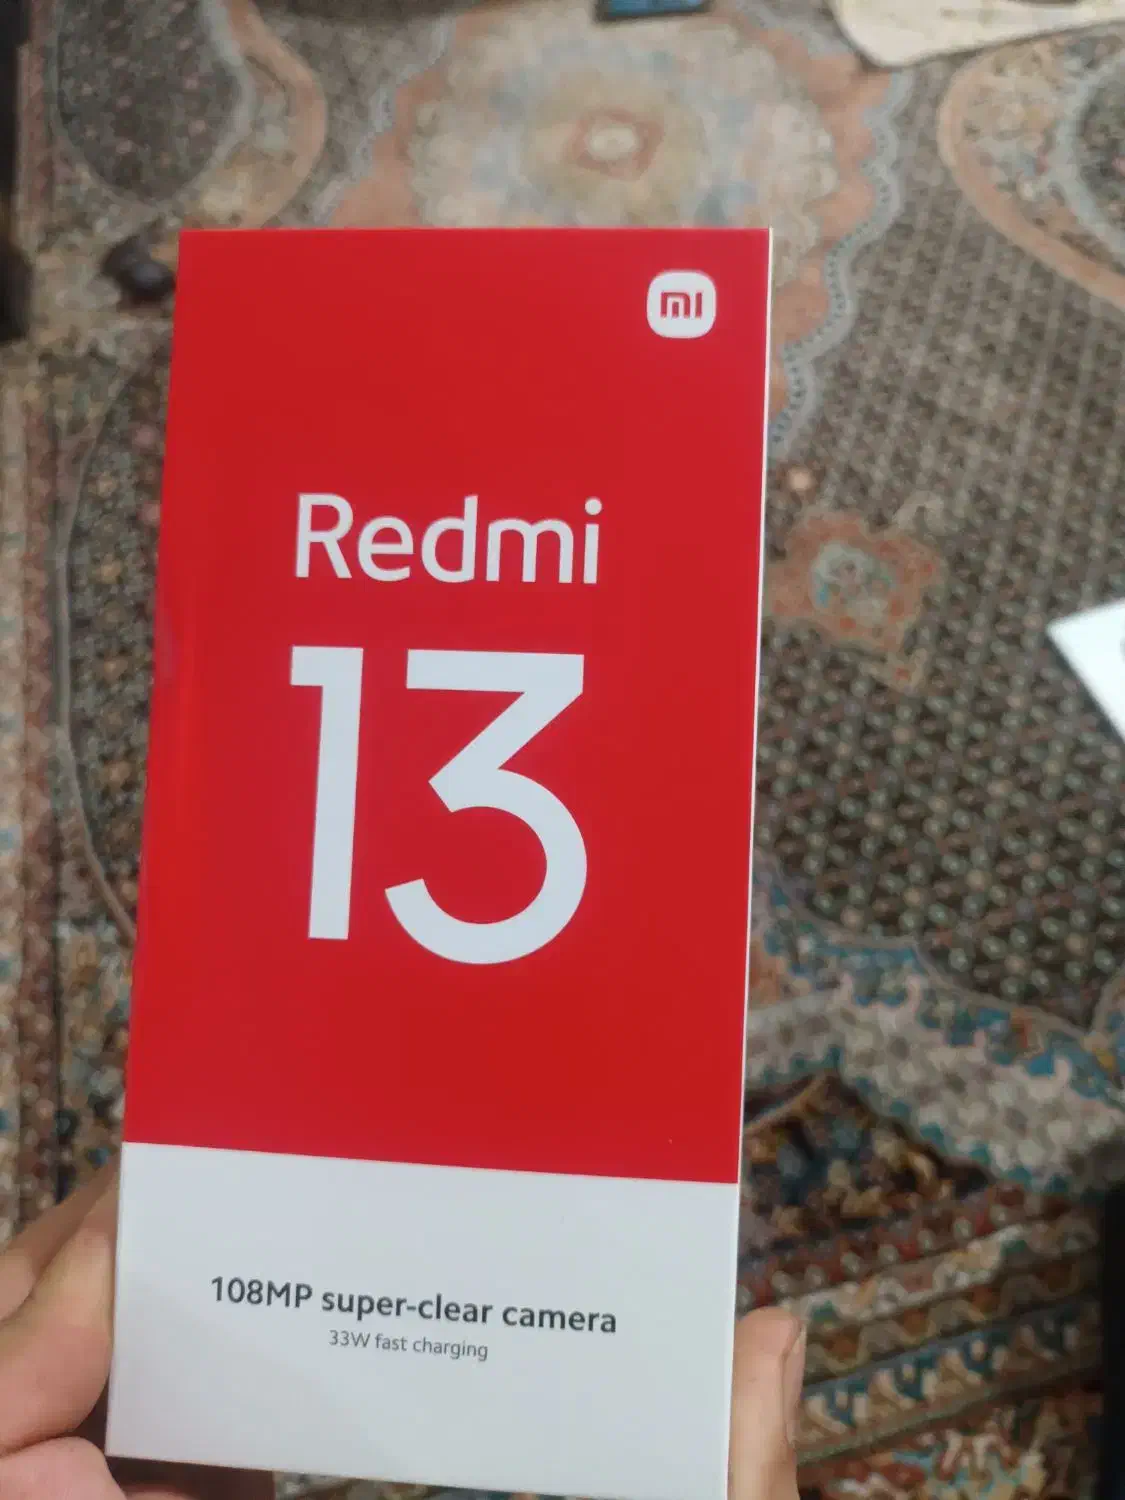 mi
Redmi
13
108MP super-clear camera
33W fast charging